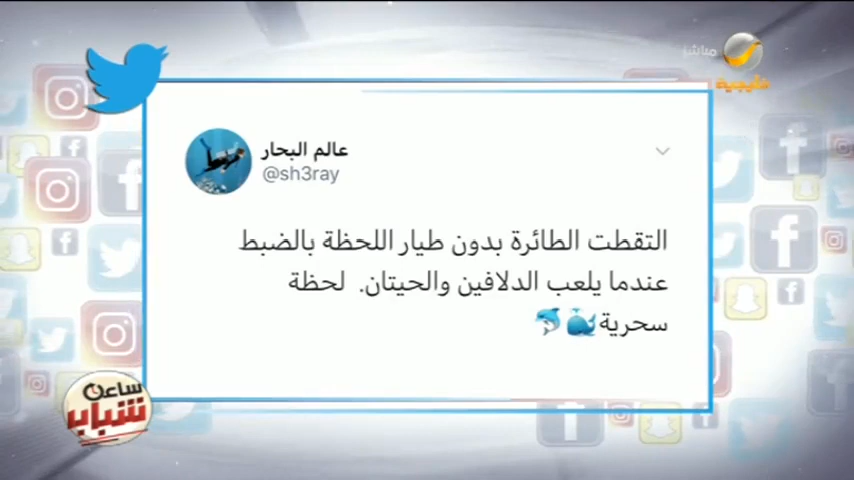 مباشر
خليجية
عالم البحار
@sh3ray
التقطت الطائرة بدون طيار اللحظة بالضبط
عندما يلعب الدلافين والحيتان. لحظة
سحرية🐳🐬
ساعة
شباب